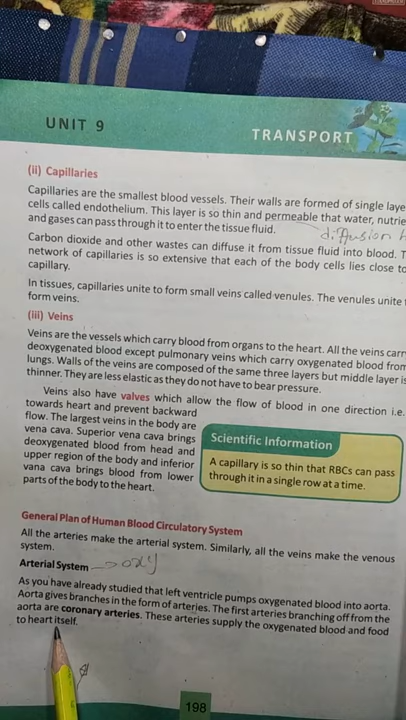 UNIT 9
TRANSPORT
(ii) Capillaries
Capillaries are the smallest blood vessels. Their walls are formed of single laye
cells called endothelium. This layer is so thin and permeable that water, nutrie
and gases can pass through it to enter the tissue fluid.
diffusion
Carbon dioxide and other wastes can diffuse it from tissue fluid into blood. T
network of capillaries is so extensive that each of the body cells lies close to
capillary.
In tissues, capillaries unite to form small veins called venules. The venules unite
form veins.
(iii) Veins
Veins are the vessels which carry blood from organs to the heart. All the veins carr
deoxygenated blood except pulmonary veins which carry oxygenated blood from
lungs. Walls of the veins are composed of the same three layers but middle layer is
thinner. They are less elastic as they do not have to bear pressure.
Veins also have valves which allow the flow of blood in one direction i.e.
towards heart and prevent backward
flow. The largest veins in the body are
vena cava. Superior vena cava brings
deoxygenated blood from head and
upper region of the body and inferior
vana cava brings blood from lower
parts of the body to the heart.
Scientific Information
A capillary is so thin that RBCs can pass
through it in a single row at a time.
General Plan of Human Blood Circulatory System
All the arteries make the arterial system. Similarly, all the veins make the venous
system.
Arterial System
As you have already studied that left ventricle pumps oxygenated blood into aorta.
Aorta gives branches in the form of arteries. The first arteries branching off from the
aorta are coronary arteries. These arteries supply the oxygenated blood and food
to heart itself.
198